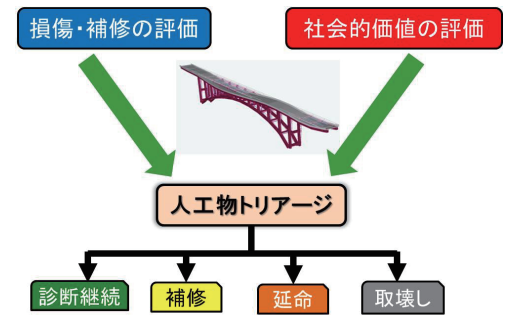 損傷・補修の評価
社会的価値の評価
人工物トリアージ
診断継続
補修
延命
取壊し